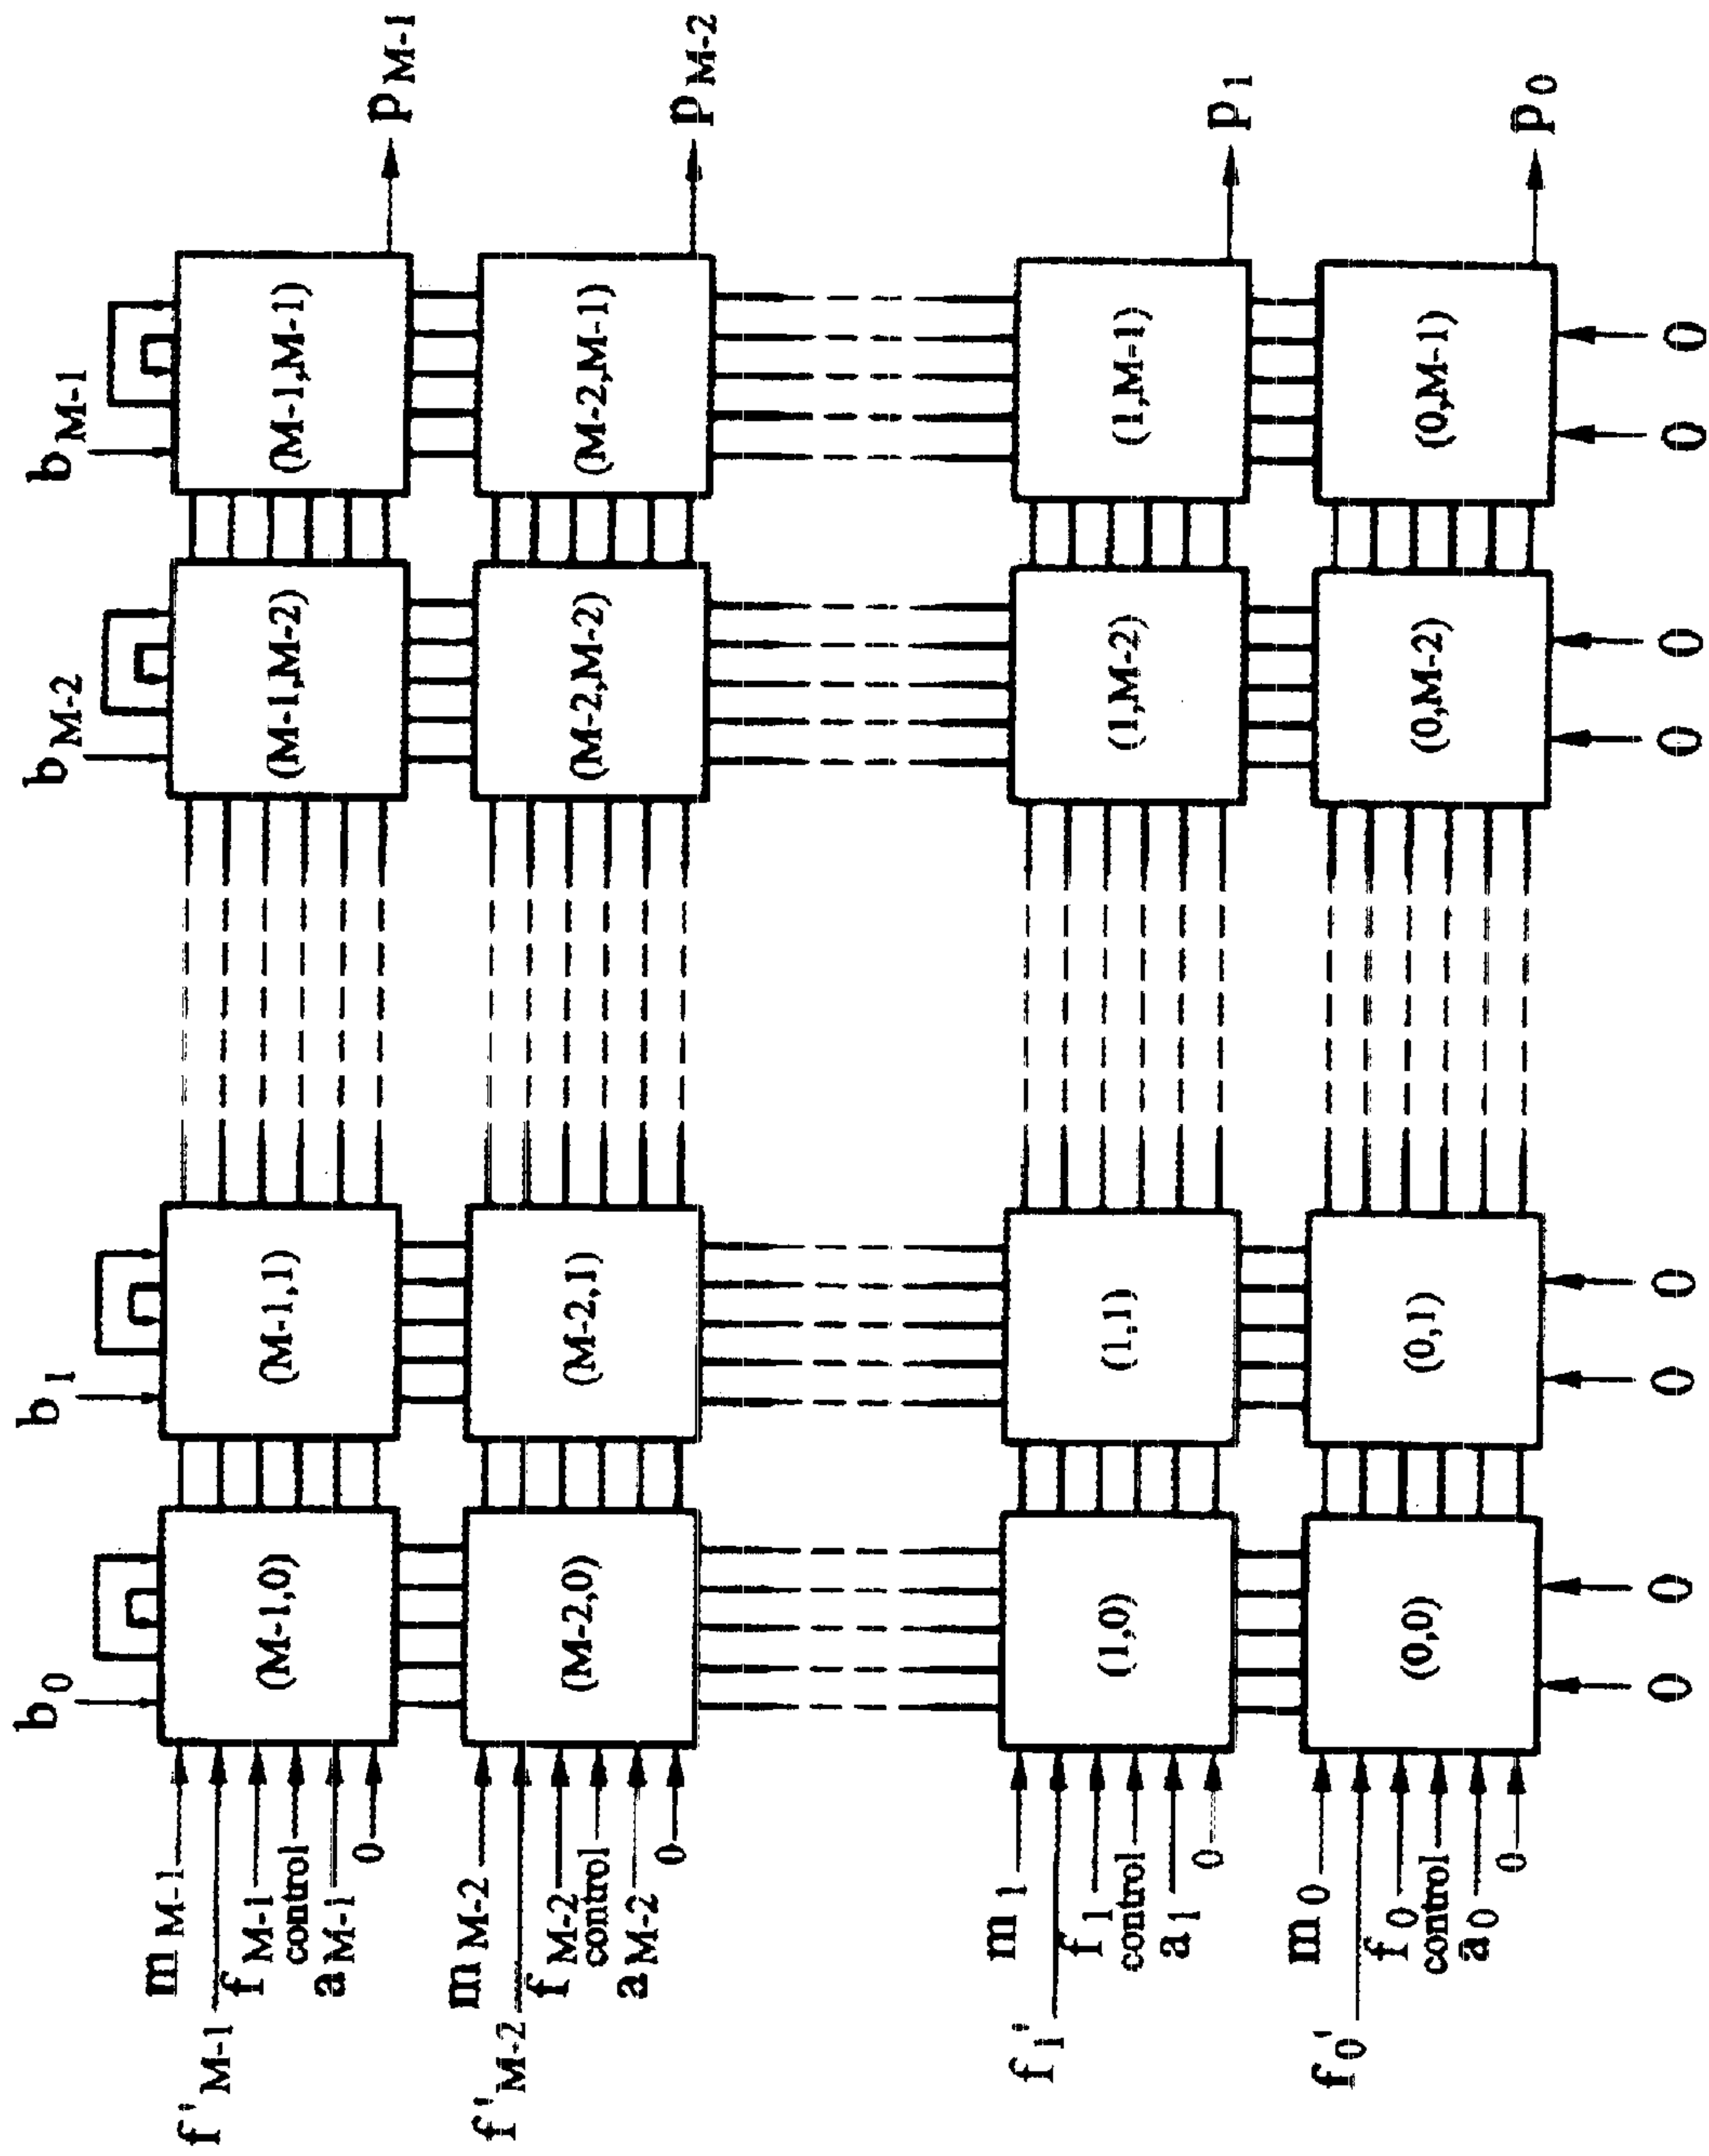 b0 b1 bM-2 bM-1
mM-1
f'M-1
fM-1
control
aM-1
0
(M-1,0) (M-1,1) (M-1,M-2) (M-1,M-1)
pM-1
mM-2
f'M-2
fM-2
control
aM-2
0
(M-2,0) (M-2,1) (M-2,M-2) (M-2,M-1)
pM-2
m1
f1'
f1
control
a1
0
(1,0) (1,1) (1,M-2) (1,M-1)
p1
m0
f0'
f0
control
a0
0
(0,0) (0,1) (0,M-2) (0,M-1)
p0
0 0 0 0 0 0 0 0